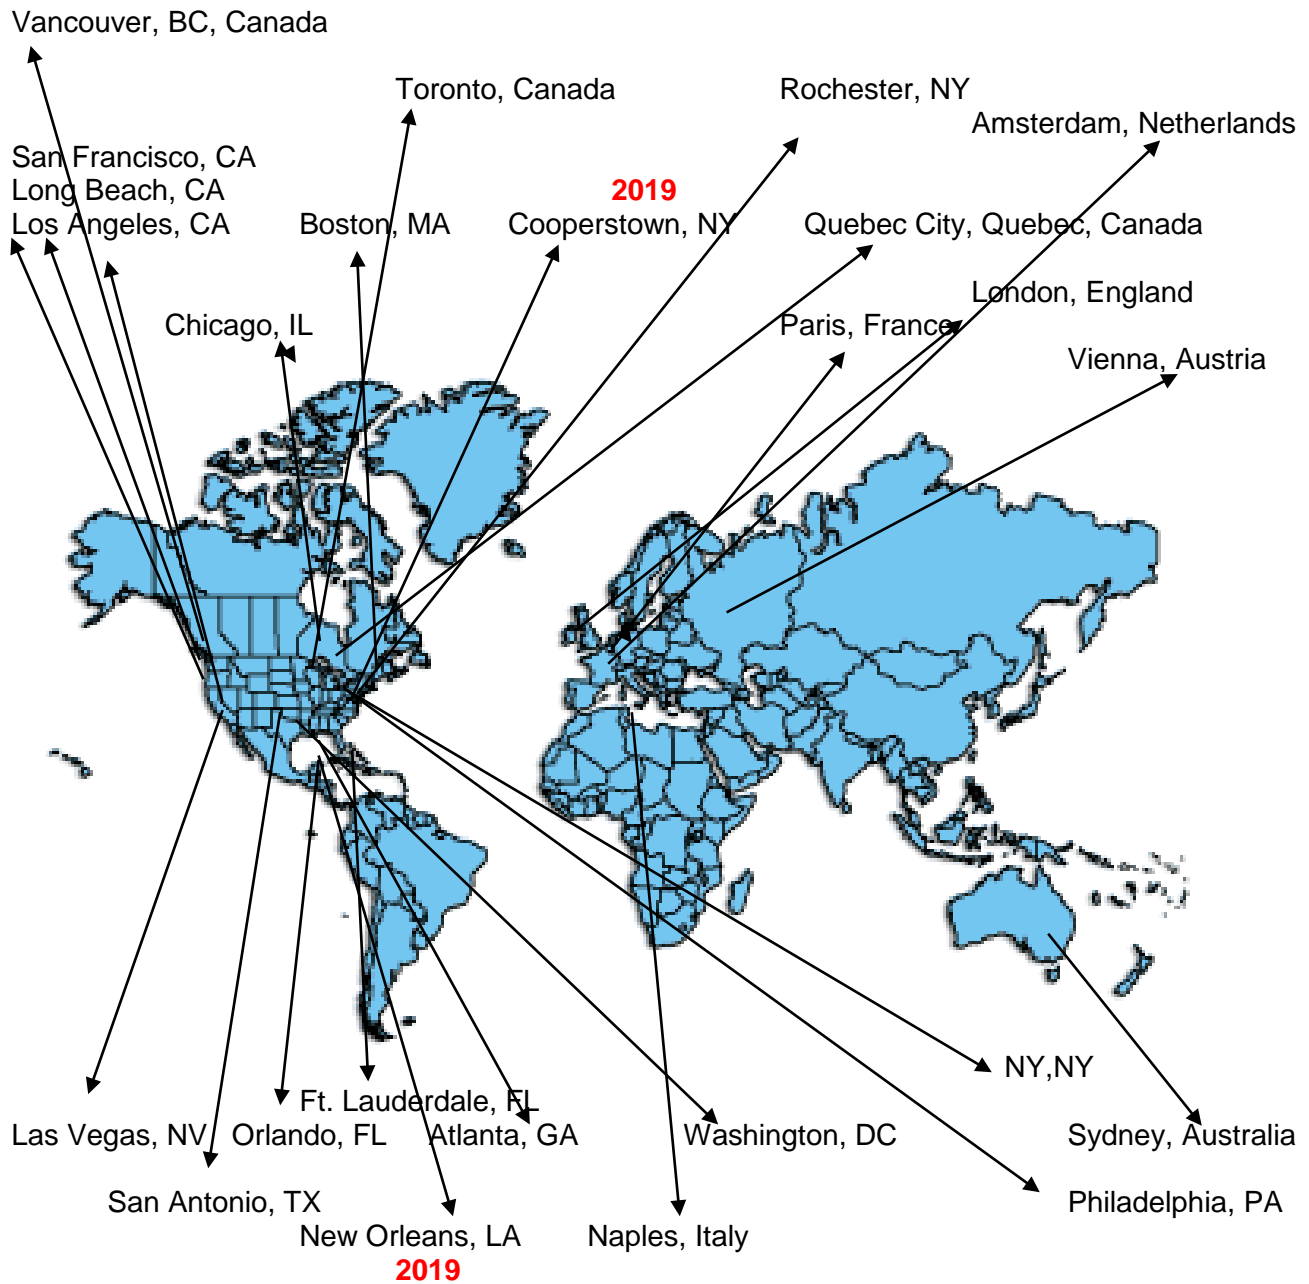 Vancouver, BC, Canada
Toronto, Canada
Rochester, NY
Amsterdam, Netherlands
San Francisco, CA
Long Beach, CA
2019
Los Angeles, CA
Boston, MA
Cooperstown, NY
Quebec City, Quebec, Canada
London, England
Chicago, IL
Paris, France
Vienna, Austria
NY,NY
Ft. Lauderdale, FL
Las Vegas, NV
Orlando, FL
Atlanta, GA
Washington, DC
Sydney, Australia
San Antonio, TX
Philadelphia, PA
New Orleans, LA
Naples, Italy
2019